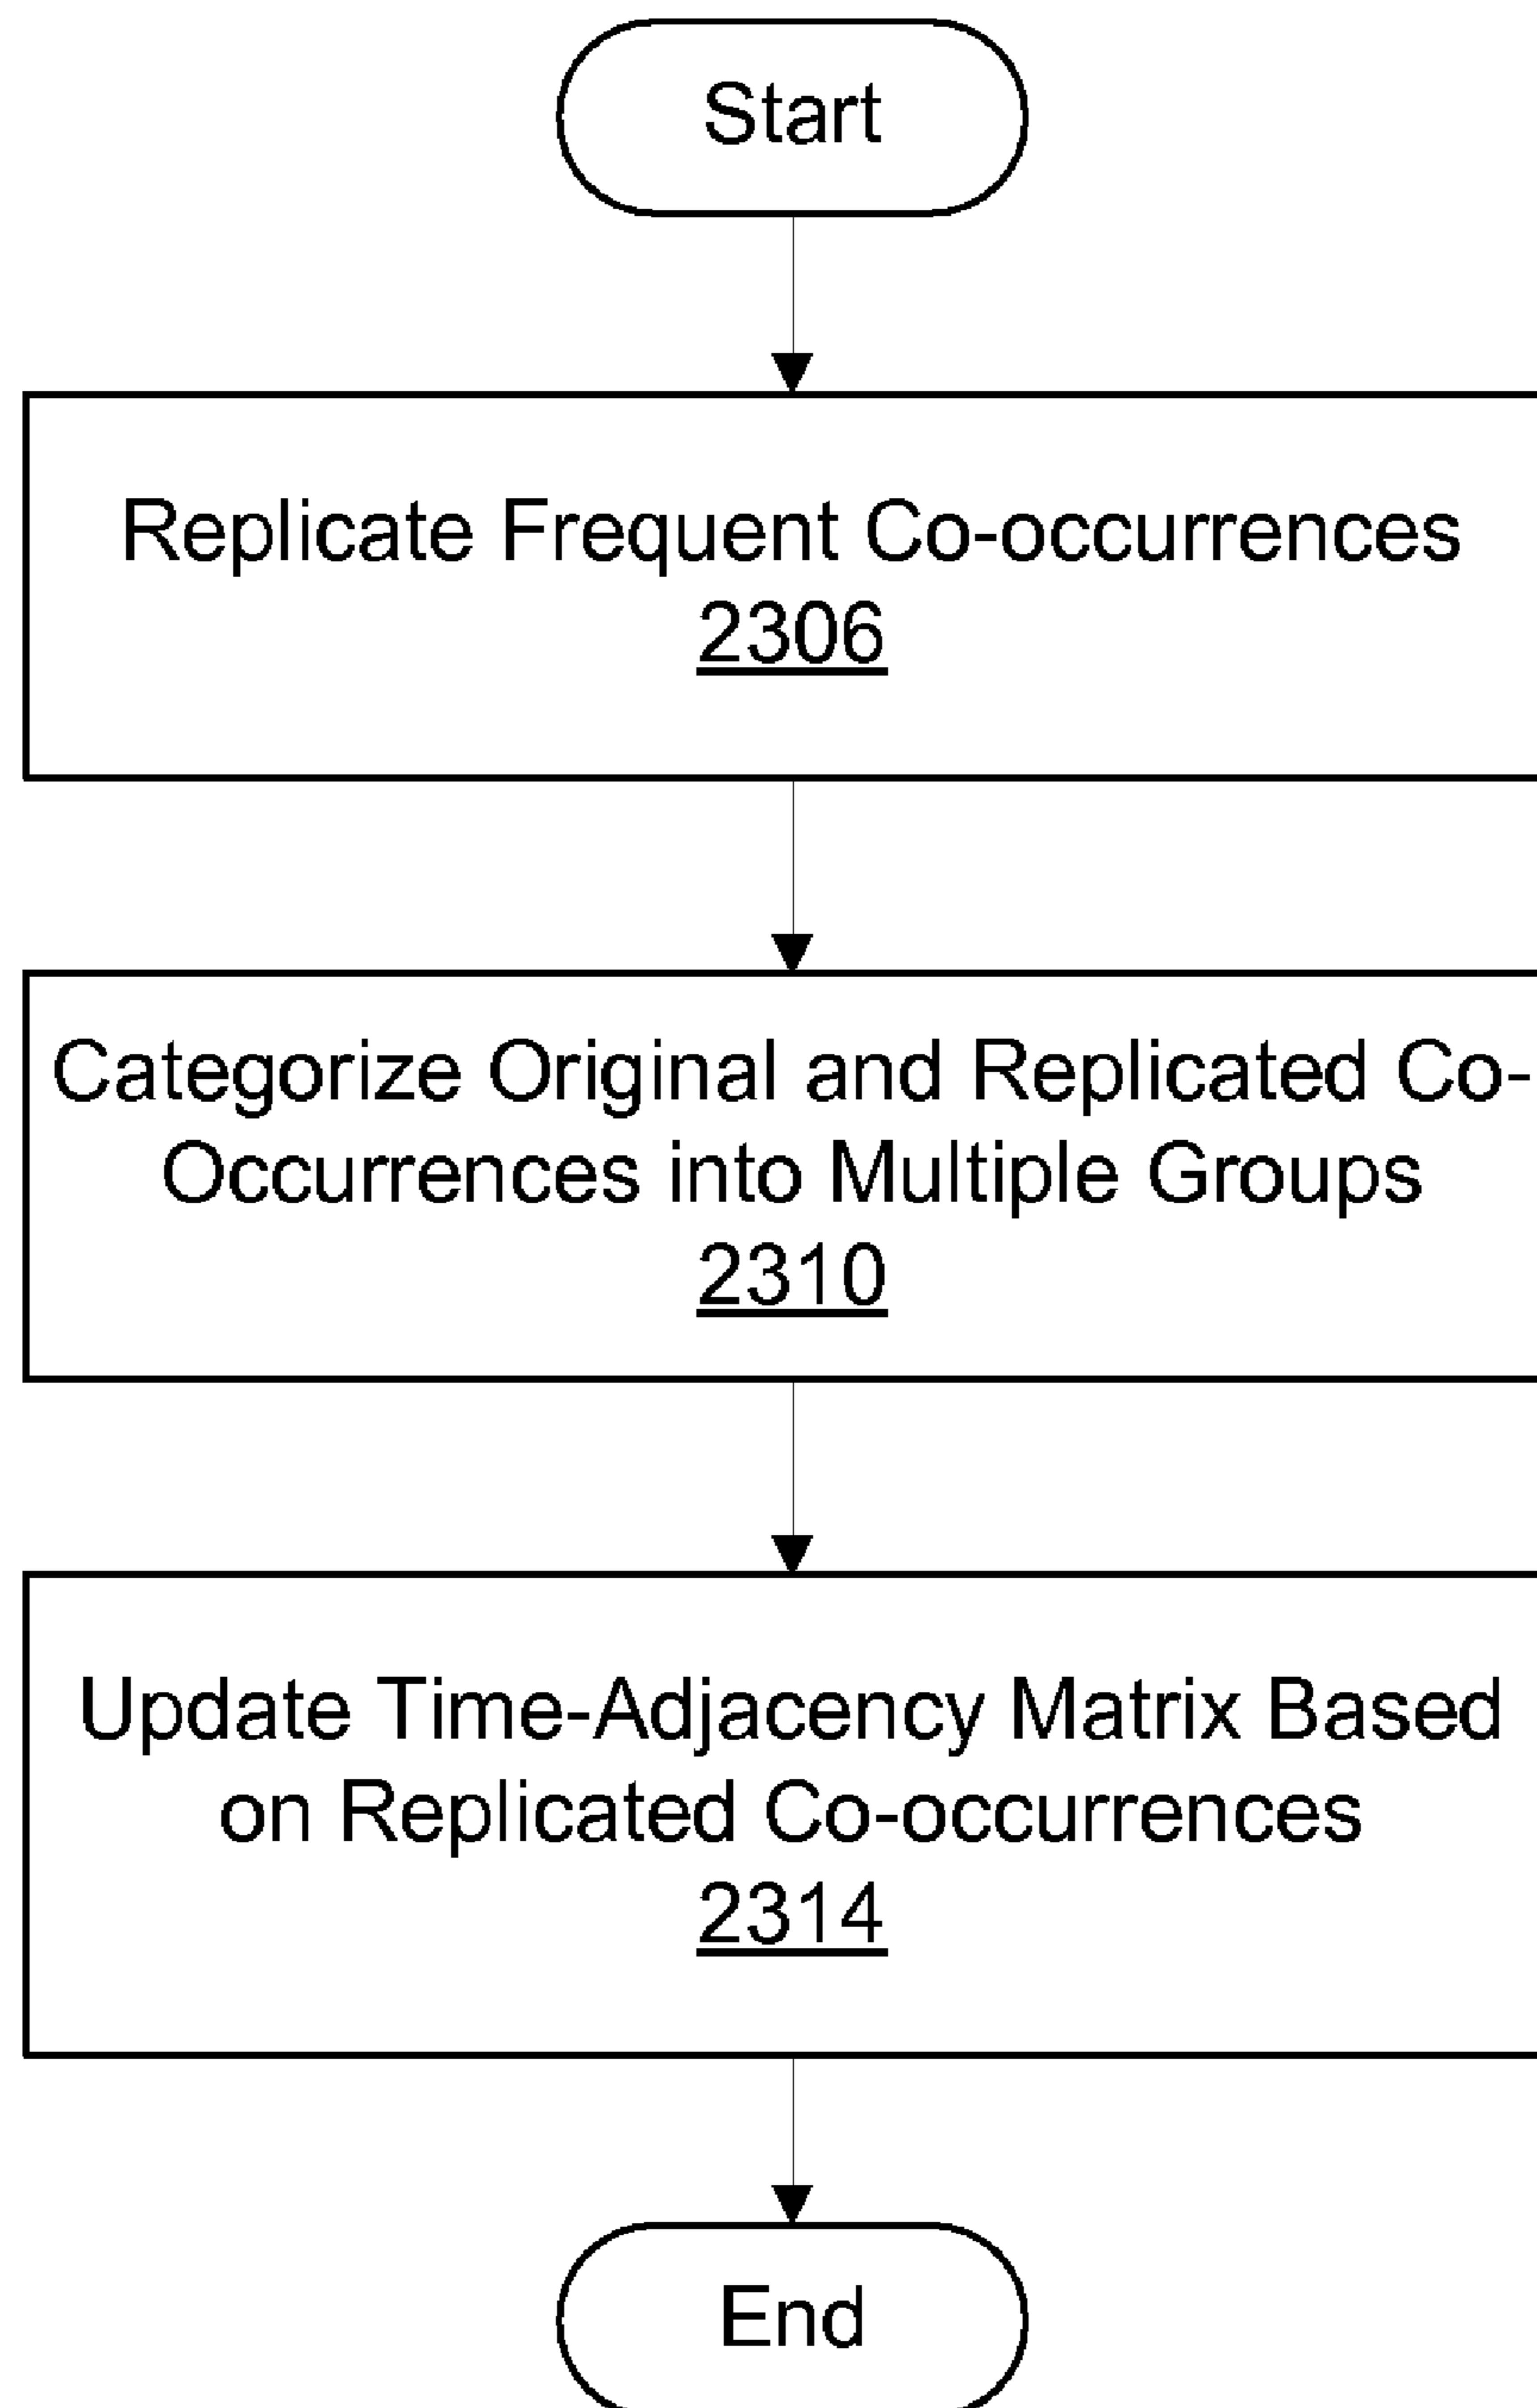 Start
Replicate Frequent Co-occurrences
2306
Categorize Original and Replicated Co-
Occurrences into Multiple Groups
2310
Update Time-Adjacency Matrix Based
on Replicated Co-occurrences
2314
End